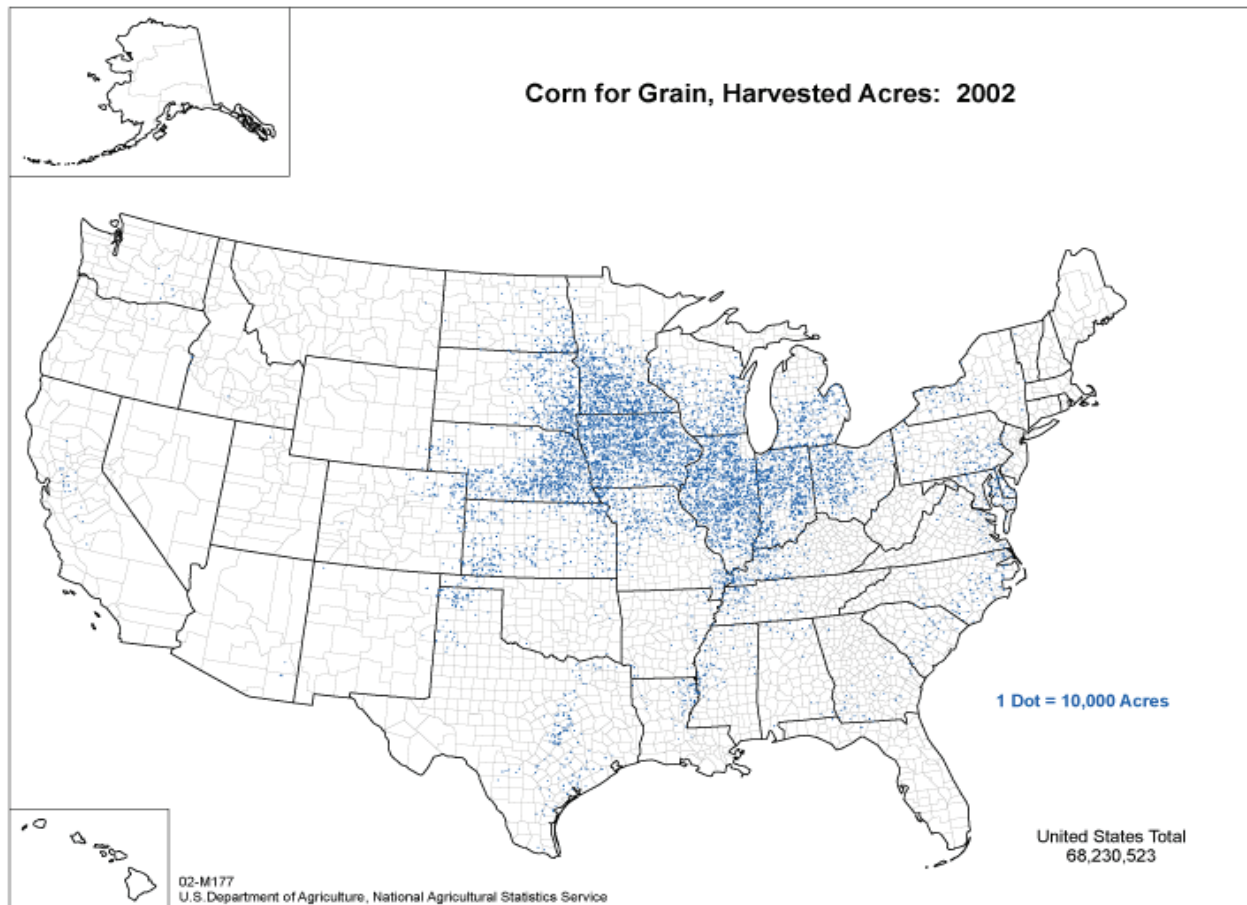 Corn for Grain, Harvested Acres: 2002
1 Dot = 10,000 Acres
United States Total
68,230,523
02-M177
U.S.Department of Agriculture, National Agricultural Statistics Service